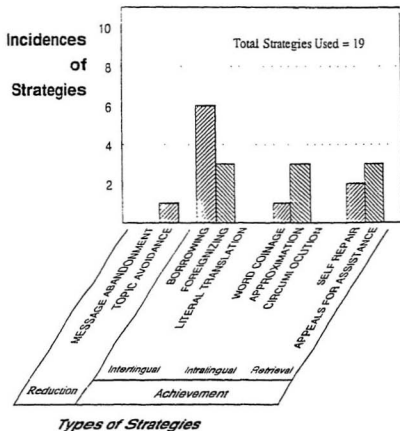 Incidences
of
Strategies
10
8
6
4
2
Total Strategies Used = 19
MESSAGE ABANDONMENT
TOPIC AVOIDANCE
BORROWING
FOREIGNIZING
LITERAL TRANSLATION
WORD COINAGE
APPROXIMATION
CIRCUMLOCUTION
SELF REPAIR
APPEALS FOR ASSISTANCE
Interlingual
Intralingual
Retrieval
Reduction
Achievement
Types of Strategies